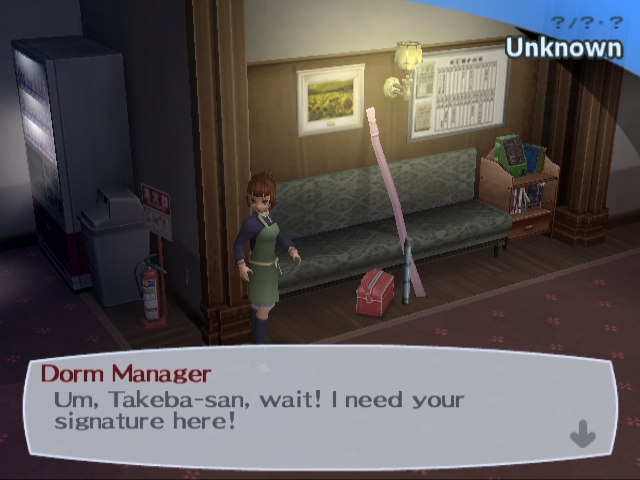 ?/?・?
Unknown
Dorm Manager
Um, Takeba-san, wait! I need your
signature here!